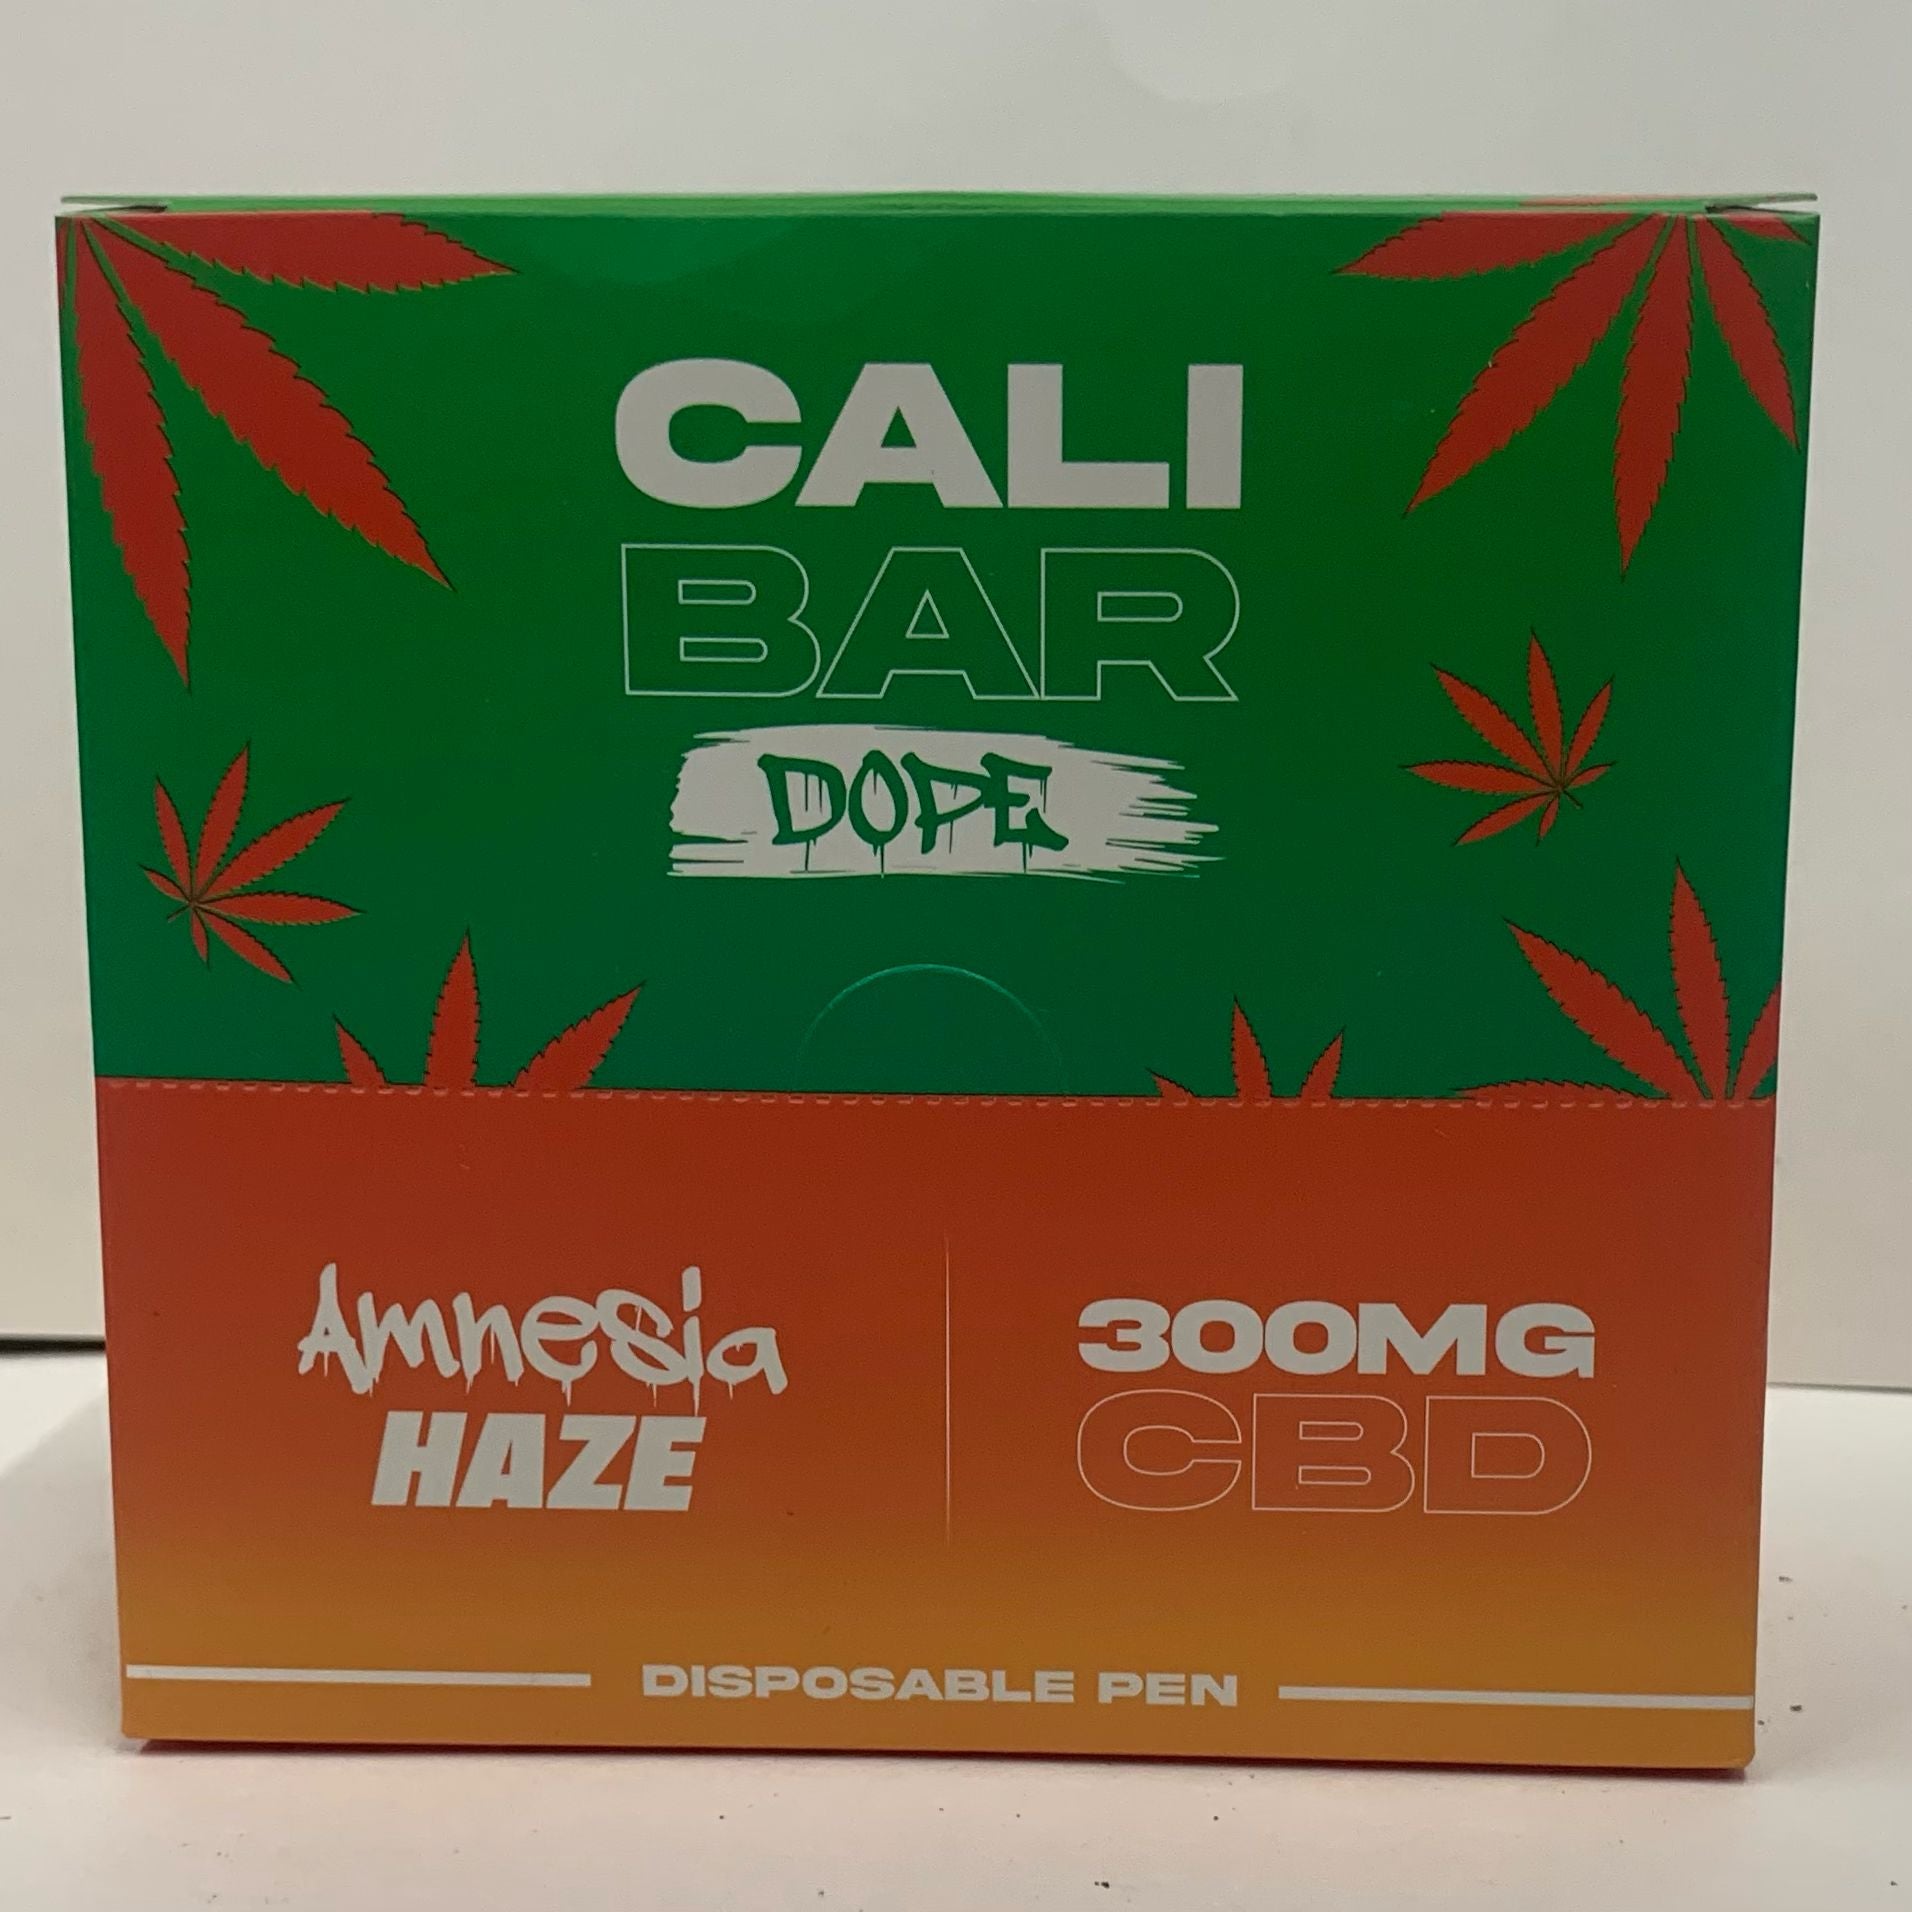 CALI
BAR
DOPE
Amnesia
HAZE
300MG
CBD
DISPOSABLE PEN